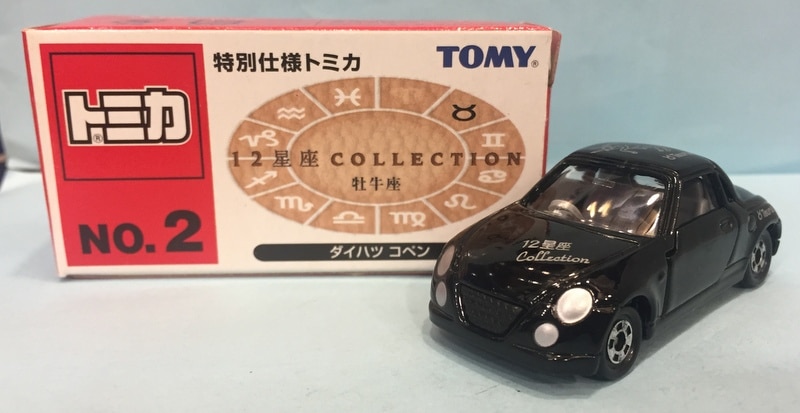 特別仕様トミカ
TOMY®
トミカ®
12星座 COLLECTION
牡牛座
NO.2
ダイハツ コペン
12星座
Collection